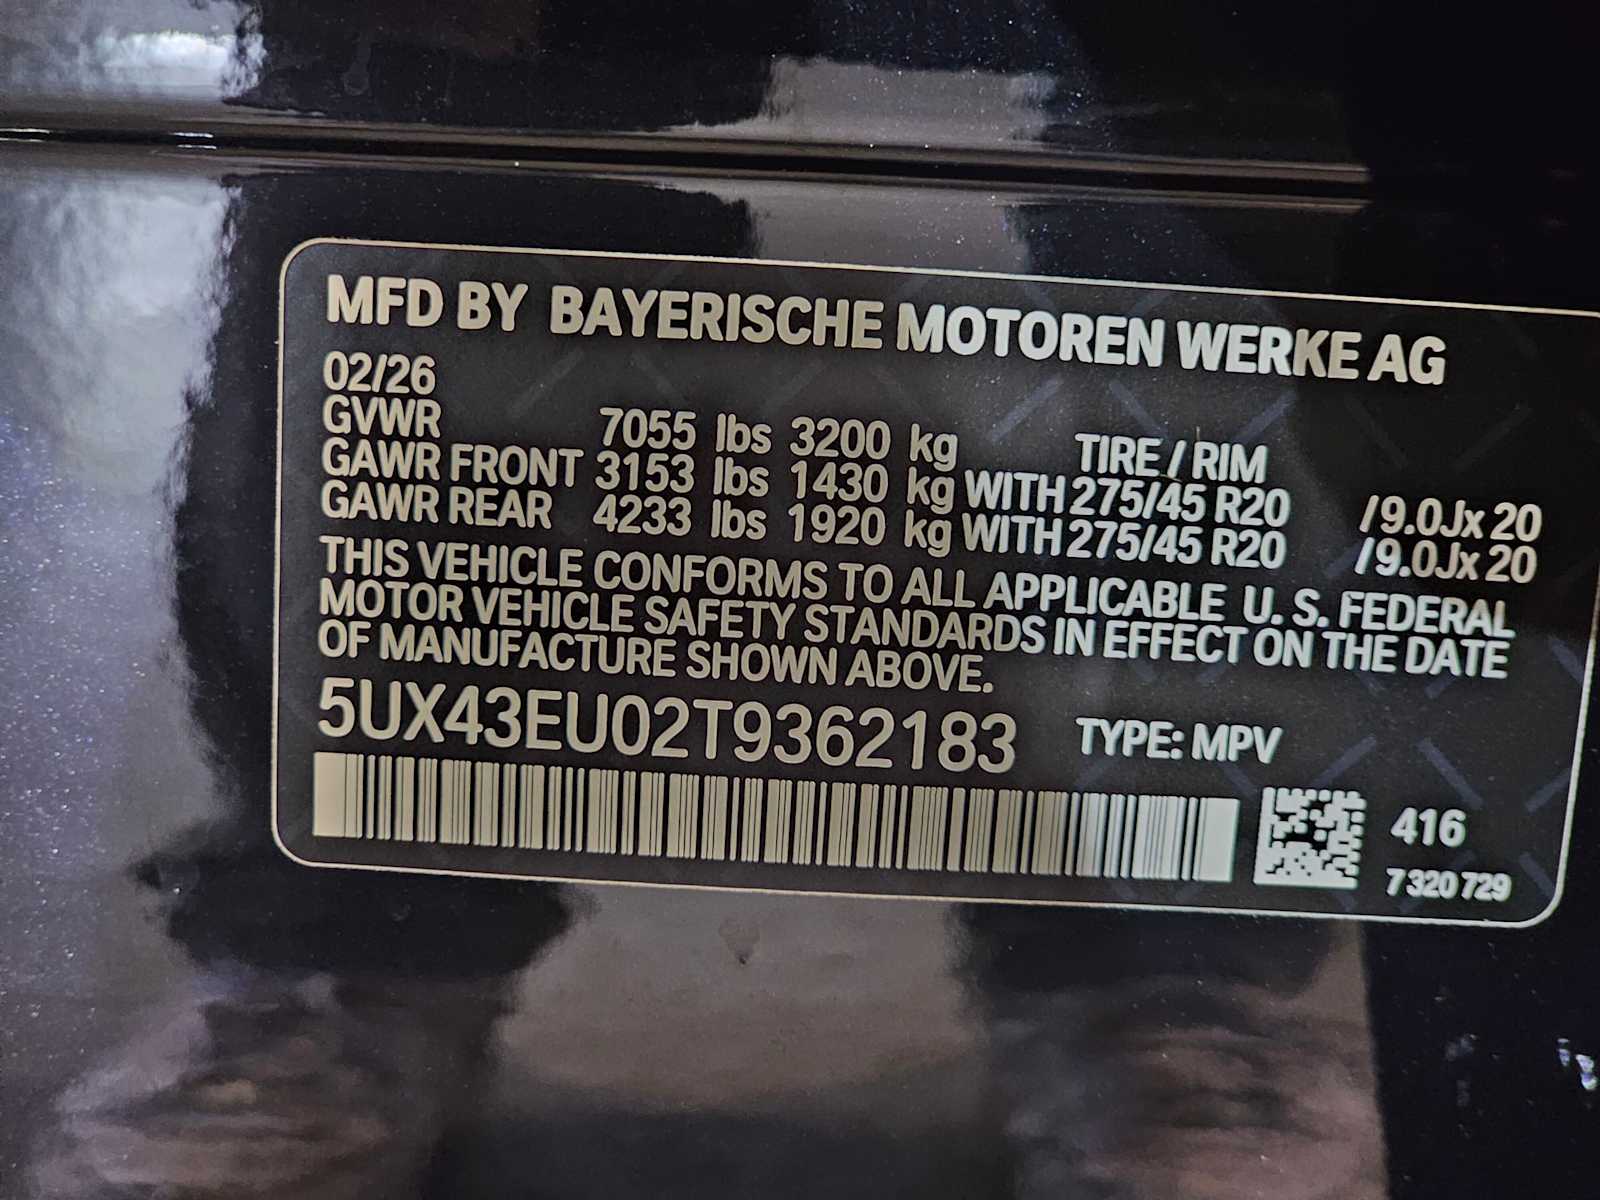 MFD BY BAYERISCHE MOTOREN WERKE AG
02/26
GVWR 7055 lbs 3200 kg TIRE / RIM
GAWR FRONT 3153 lbs 1430 kg WITH 275/45 R20 /9.0Jx20
GAWR REAR 4233 lbs 1920 kg WITH 275/45 R20 /9.0Jx20
THIS VEHICLE CONFORMS TO ALL APPLICABLE U. S. FEDERAL
MOTOR VEHICLE SAFETY STANDARDS IN EFFECT ON THE DATE
OF MANUFACTURE SHOWN ABOVE.
5UX43EU02T9362183 TYPE: MPV
416
7 320 729